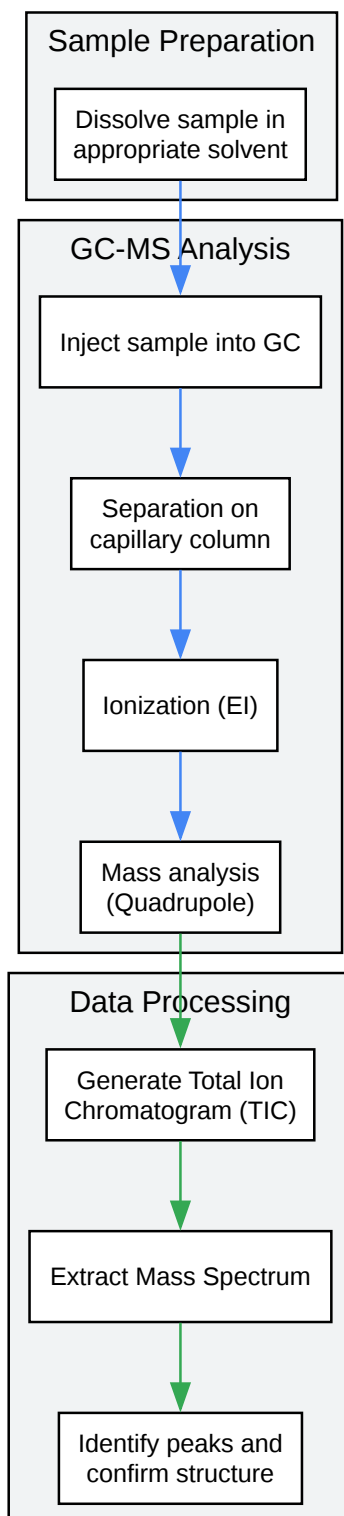 Sample Preparation
Dissolve sample in
appropriate solvent
GC-MS Analysis
Inject sample into GC
Separation on
capillary column
Ionization (EI)
Mass analysis
(Quadrupole)
Data Processing
Generate Total Ion
Chromatogram (TIC)
Extract Mass Spectrum
Identify peaks and
confirm structure